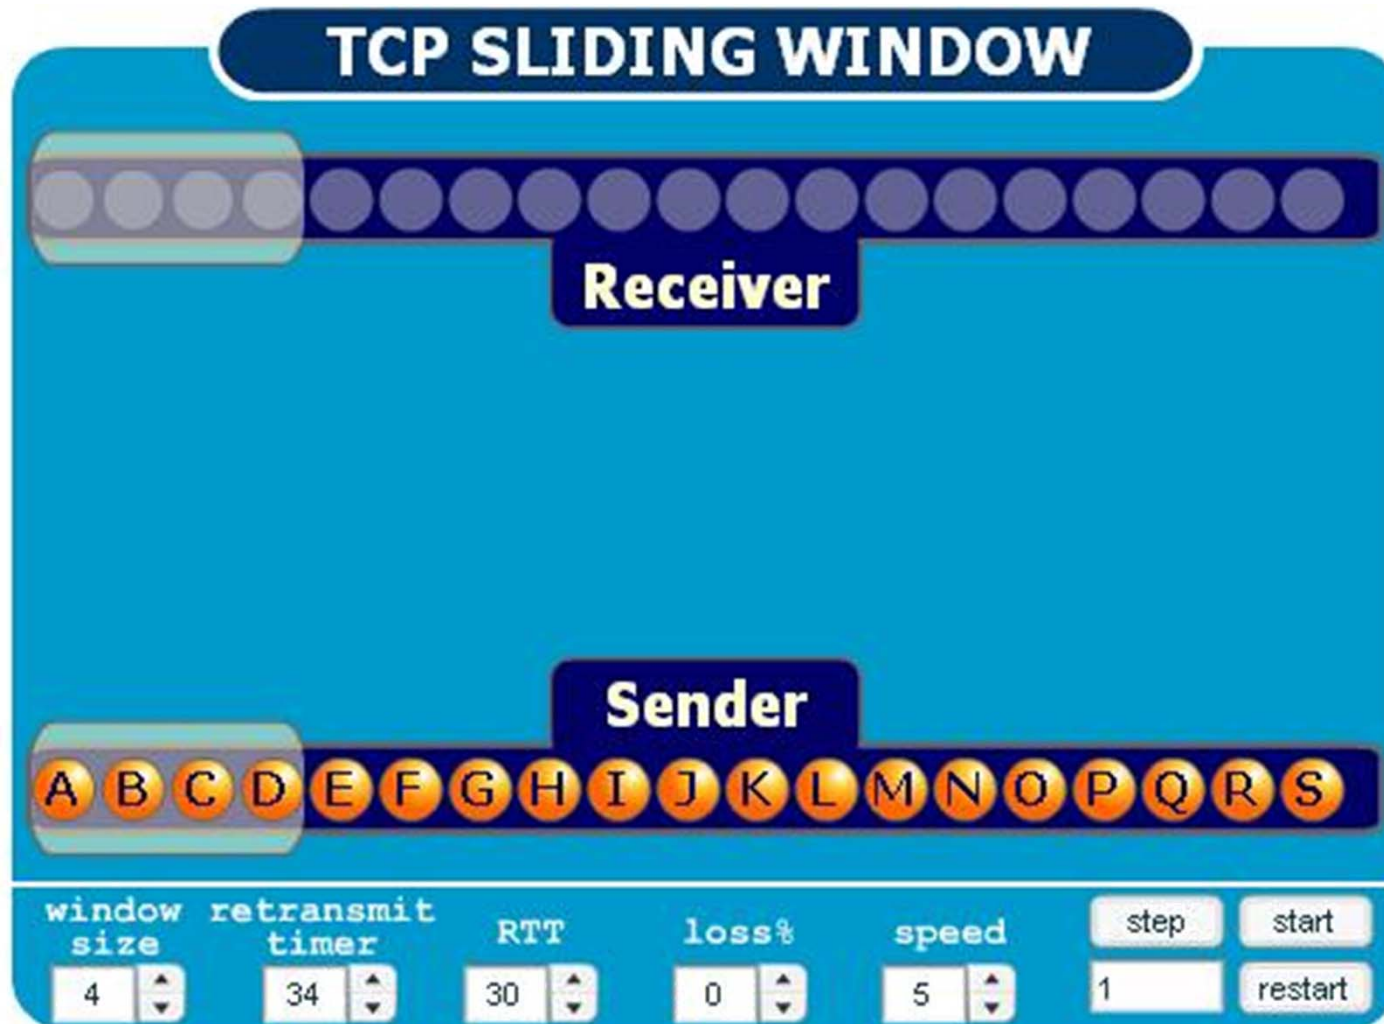 TCP SLIDING WINDOW
Receiver
Sender
A B C D E F G H I J K L M N O P Q R S
window size
retransmit timer
RTT
loss%
speed
step
start
4
34
30
0
5
1
restart